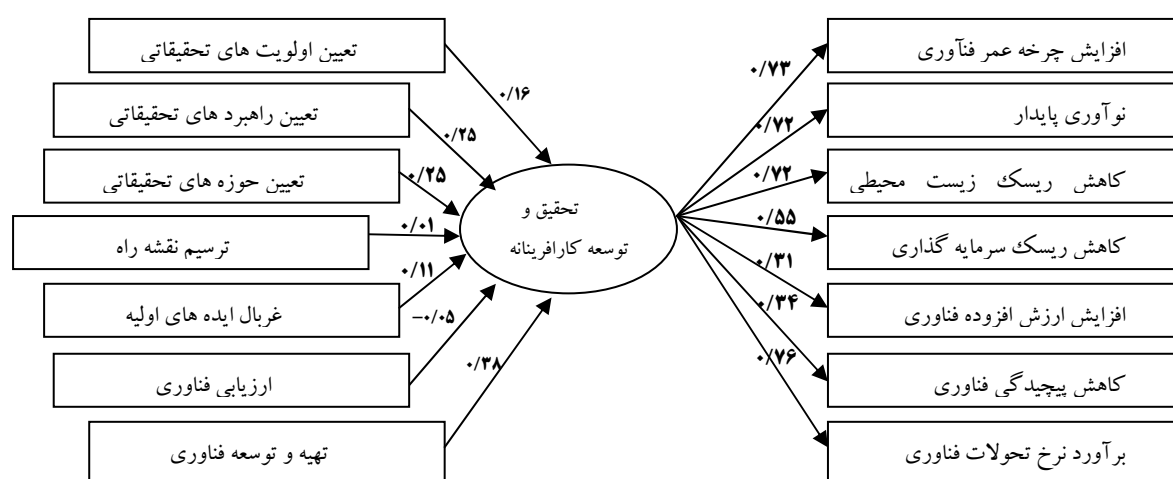 تعیین اولویت های تحقیقاتی
تعیین راهبرد های تحقیقاتی
تعیین حوزه های تحقیقاتی
ترسیم نقشه راه
غربال ایده های اولیه
ارزیابی فناوری
تهیه و توسعه فناوری
۰/۱۶
۰/۲۵
۰/۲۵
۰/۰۱
۰/۱۱
−۰/۰۵
۰/۳۸
تحقیق و
توسعه کارافرینانه
۰/۷۳
۰/۷۲
۰/۷۲
۰/۵۵
۰/۳۱
۰/۳۴
۰/۷۶
افزایش چرخه عمر فنآوری
نوآوری پایدار
کاهش ریسک زیست محیطی
کاهش ریسک سرمایه گذاری
افزایش ارزش افزوده فناوری
کاهش پیچیدگی فناوری
برآورد نرخ تحولات فناوری